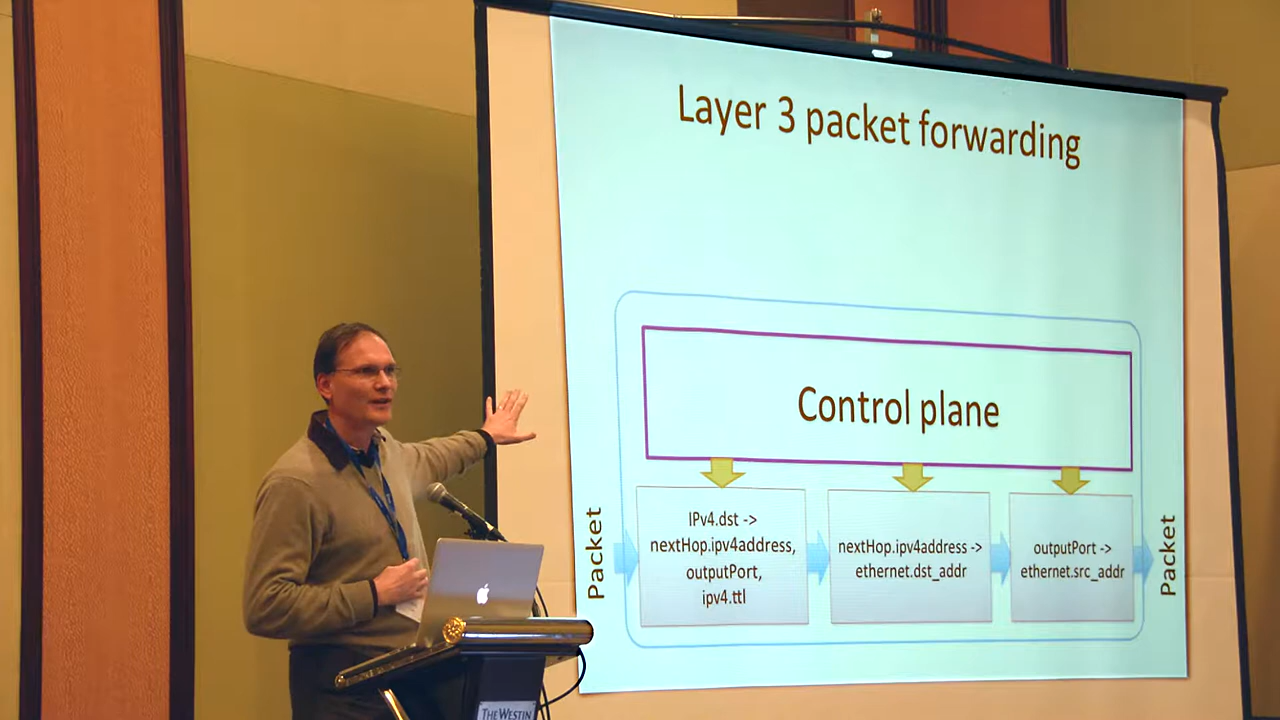 Layer 3 packet forwarding
Control plane
Packet
IPv4.dst ->
nextHop.ipv4address,
outputPort,
ipv4.ttl
nextHop.ipv4address ->
ethernet.dst_addr
outputPort ->
ethernet.src_addr
Packet
THE WESTIN